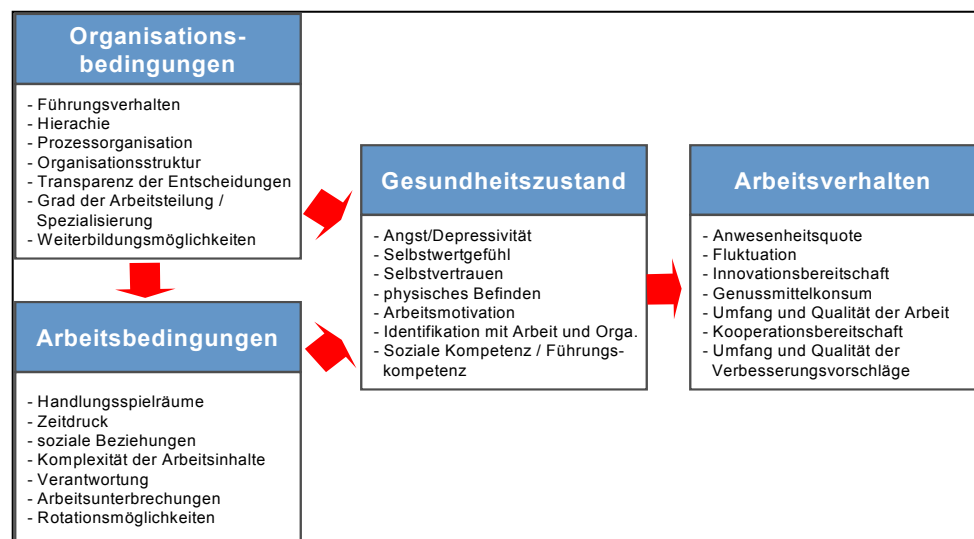 Organisations-
bedingungen
- Führungsverhalten
- Hierachie
- Prozessorganisation
- Organisationsstruktur
- Transparenz der Entscheidungen
- Grad der Arbeitsteilung /
Spezialisierung
- Weiterbildungsmöglichkeiten
Arbeitsbedingungen
- Handlungsspielräume
- Zeitdruck
- soziale Beziehungen
- Komplexität der Arbeitsinhalte
- Verantwortung
- Arbeitsunterbrechungen
- Rotationsmöglichkeiten
Gesundheitszustand
- Angst/Depressivität
- Selbstwertgefühl
- Selbstvertrauen
- physisches Befinden
- Arbeitsmotivation
- Identifikation mit Arbeit und Orga.
- Soziale Kompetenz / Führungs-
kompetenz
Arbeitsverhalten
- Anwesenheitsquote
- Fluktuation
- Innovationsbereitschaft
- Genussmittelkonsum
- Umfang und Qualität der Arbeit
- Kooperationsbereitschaft
- Umfang und Qualität der
Verbesserungsvorschläge